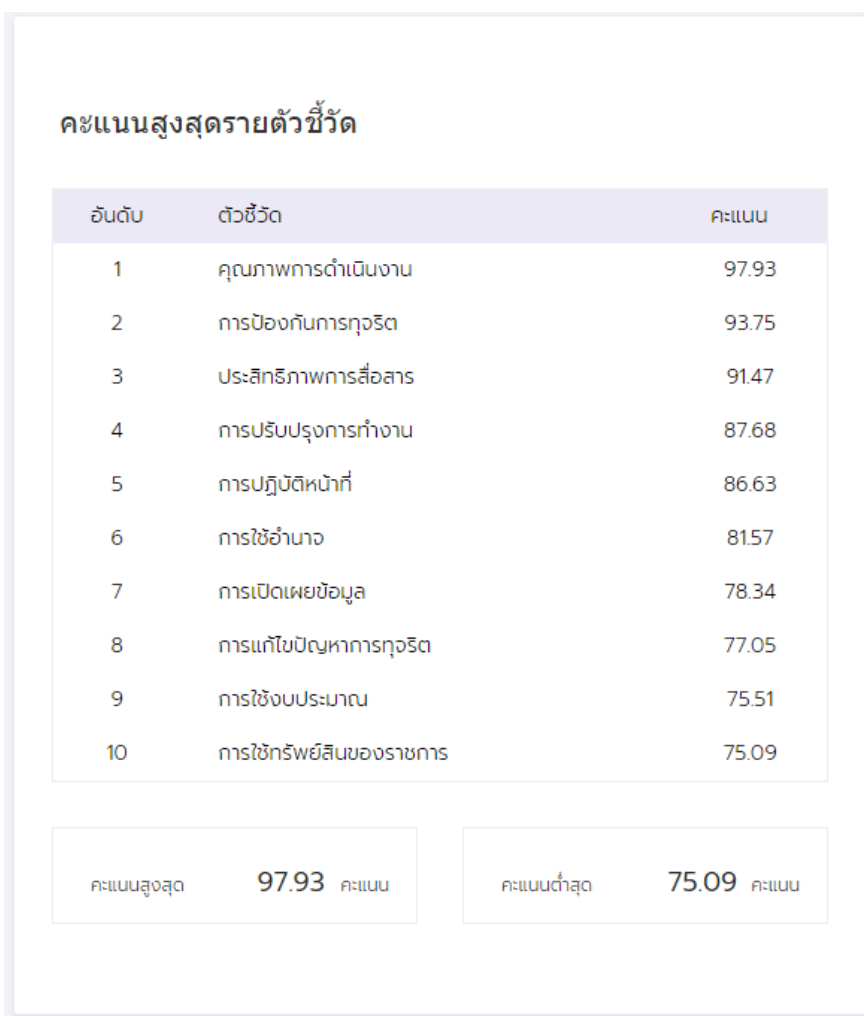 คะแนนสูงสุดรายตัวชี้วัด
อันดับ ตัวชี้วัด คะแนน
1 คุณภาพการดำเนินงาน 97.93
2 การป้องกันการทุจริต 93.75
3 ประสิทธิภาพการสื่อสาร 91.47
4 การปรับปรุงการทำงาน 87.68
5 การปฏิบัติหน้าที่ 86.63
6 การใช้อำนาจ 81.57
7 การเปิดเผยข้อมูล 78.34
8 การแก้ไขปัญหาการทุจริต 77.05
9 การใช้งบประมาณ 75.51
10 การใช้ทรัพย์สินของราชการ 75.09
คะแนนสูงสุด 97.93 คะแนน คะแนนต่ำสุด 75.09 คะแนน